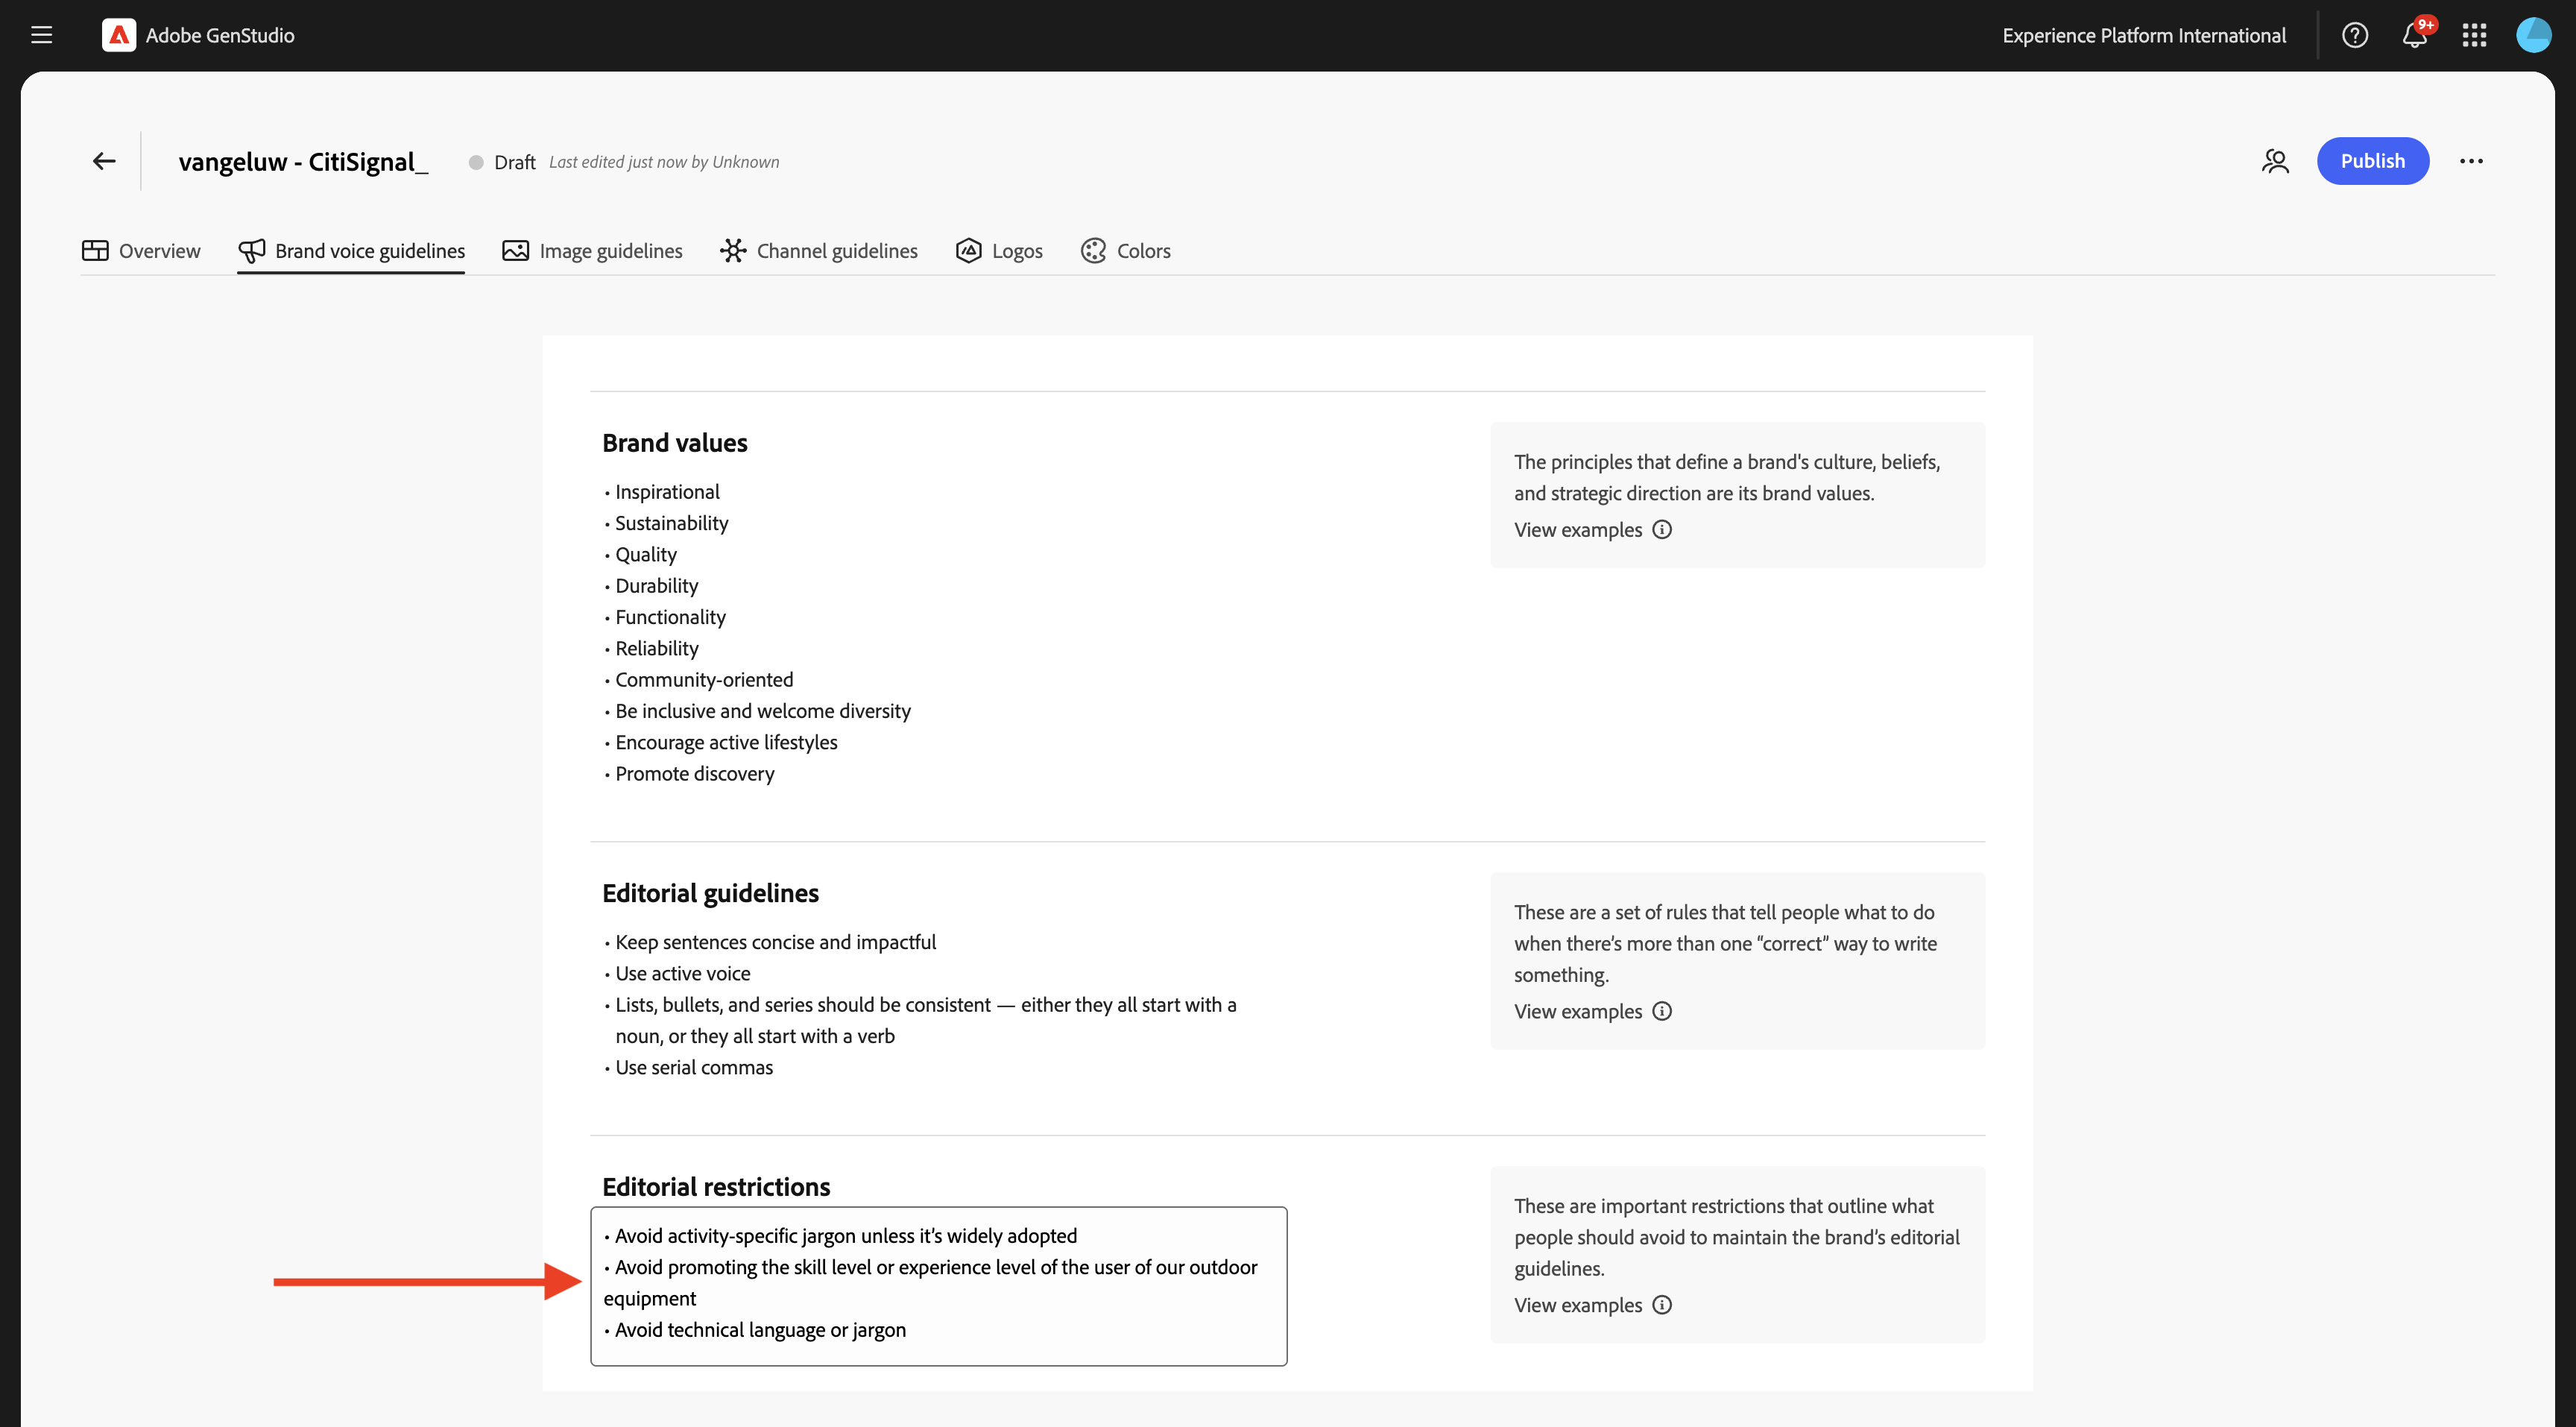 Adobe GenStudio
Experience Platform International
9+
vangeluw - CitiSignal_
Draft
Last edited just now by Unknown
Publish
Overview
Brand voice guidelines
Image guidelines
Channel guidelines
Logos
Colors
Brand values
• Inspirational
• Sustainability
• Quality
• Durability
• Functionality
• Reliability
• Community-oriented
• Be inclusive and welcome diversity
• Encourage active lifestyles
• Promote discovery
The principles that define a brand's culture, beliefs,
and strategic direction are its brand values.
View examples
Editorial guidelines
• Keep sentences concise and impactful
• Use active voice
• Lists, bullets, and series should be consistent — either they all start with a
noun, or they all start with a verb
• Use serial commas
These are a set of rules that tell people what to do
when there’s more than one “correct” way to write
something.
View examples
Editorial restrictions
• Avoid activity-specific jargon unless it’s widely adopted
• Avoid promoting the skill level or experience level of the user of our outdoor
equipment
• Avoid technical language or jargon
These are important restrictions that outline what
people should avoid to maintain the brand’s editorial
guidelines.
View examples